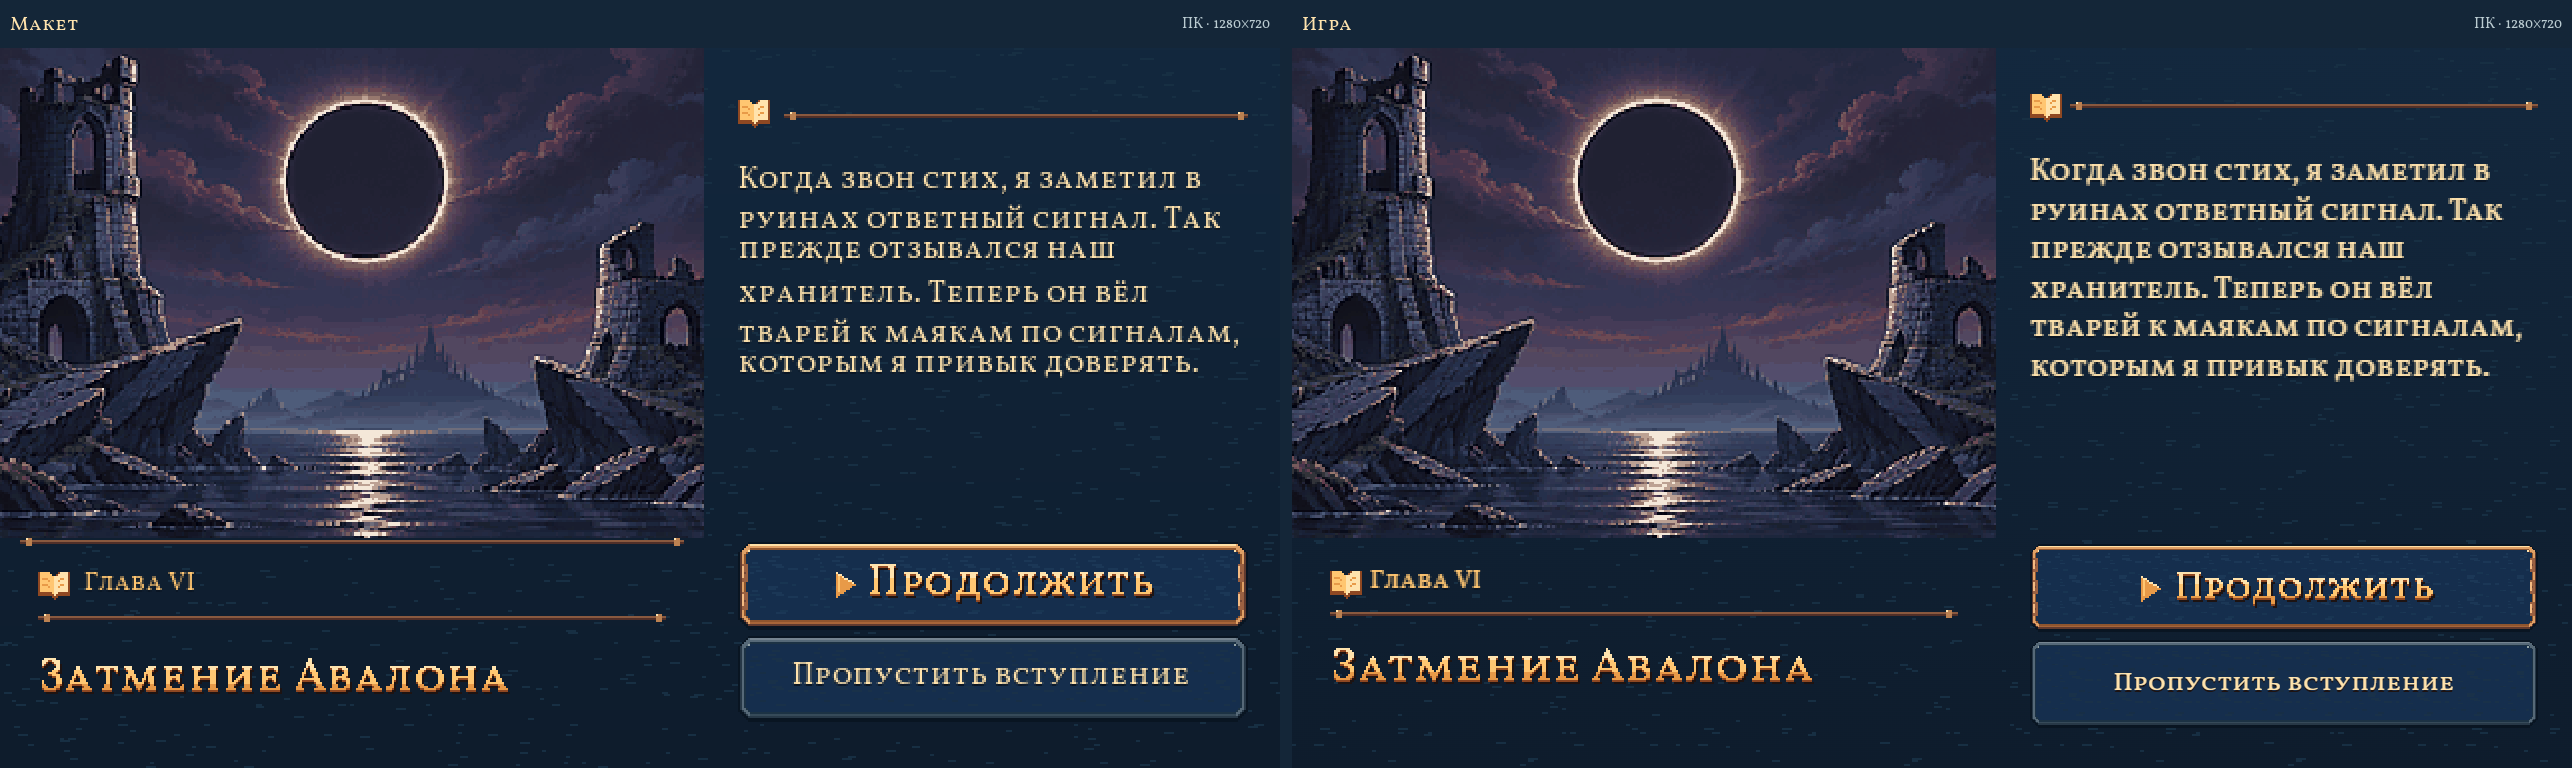 Макет
ПК · 1280×720
Когда звон стих, я заметил в
руинах ответный сигнал. Так
прежде отзывался наш
хранитель. Теперь он вёл
тварей к маякам по сигналам,
которым я привык доверять.
Глава VI
Затмение Авалона
Продолжить
Пропустить вступление
Игра
ПК · 1280×720
Когда звон стих, я заметил в
руинах ответный сигнал. Так
прежде отзывался наш
хранитель. Теперь он вёл
тварей к маякам по сигналам,
которым я привык доверять.
Глава VI
Затмение Авалона
Продолжить
Пропустить вступление